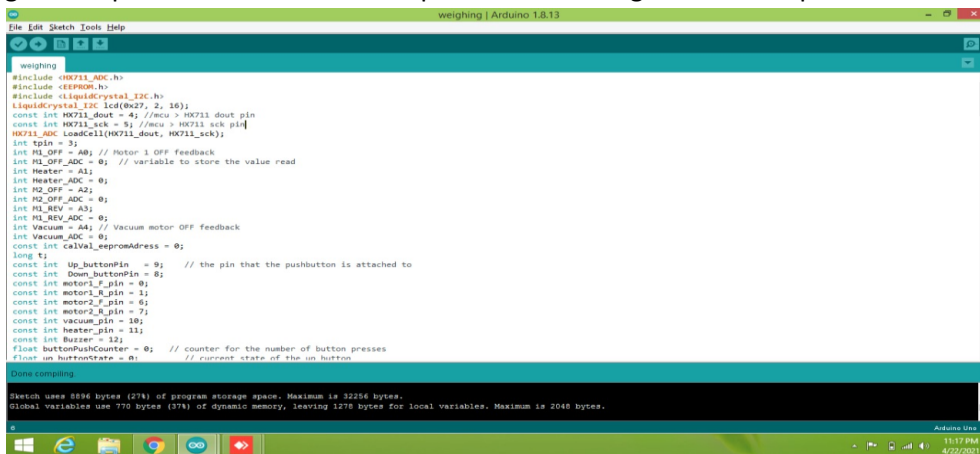 weighing | Arduino 1.8.13
File Edit Sketch Tools Help
weighing
#include <HX711_ADC.h>
#include <EEPROM.h>
#include <LiquidCrystal_I2C.h>
LiquidCrystal_I2C lcd(0x27, 2, 16);
const int HX711_dout = 4; //mcu > HX711 dout pin
const int HX711_sck = 5; //mcu > HX711 sck pin
HX711_ADC LoadCell(HX711_dout, HX711_sck);
int tpin = 3;
int M1_OFF = A0; // Motor 1 OFF feedback
int M1_OFF_ADC = 0; // variable to store the value read
int Heater = A1;
int Heater_ADC = 0;
int M2_OFF = A2;
int M2_OFF_ADC = 0;
int M1_REV = A3;
int M1_REV_ADC = 0;
int Vacuum = A4; // Vacuum motor OFF feedback
int Vacuum_ADC = 0;
const int calVal_eepromAdress = 0;
long t;
const int Up_buttonPin = 9; // the pin that the pushbutton is attached to
const int Down_buttonPin = 8;
const int motor1_F_pin = 0;
const int motor1_R_pin = 1;
const int motor2_F_pin = 6;
const int motor2_R_pin = 7;
const int vacuum_pin = 10;
const int heater_pin = 11;
const int Buzzer = 12;
float buttonPushCounter = 0; // counter for the number of button presses
float up_buttonState = 0; // current state of the up button
Done compiling.
Sketch uses 8896 bytes (27%) of program storage space. Maximum is 32256 bytes.
Global variables use 770 bytes (37%) of dynamic memory, leaving 1278 bytes for local variables. Maximum is 2048 bytes.
Arduino Uno
11:17 PM
4/22/2021